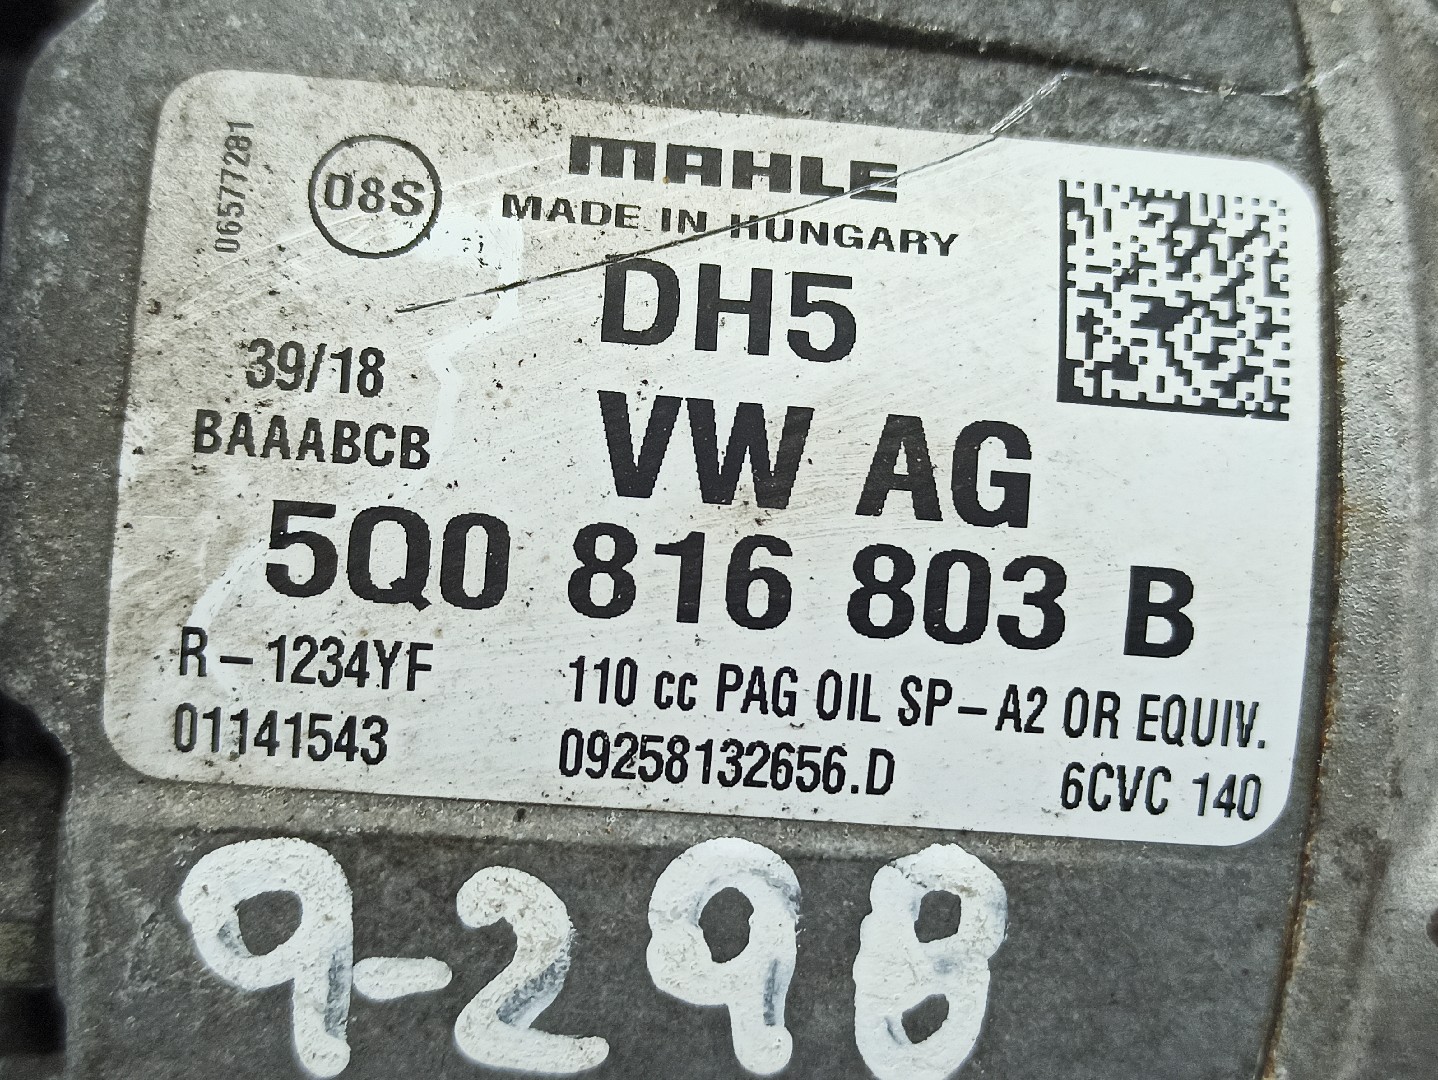 06577281
08S
MAHLE
MADE IN HUNGARY
DH5
39/18
BAAABCB
VW AG
5Q0 816 803 B
R-1234YF
110 cc PAG OIL SP-A2 OR EQUIV.
01141543
09258132656.D
6CVC 140
9-298